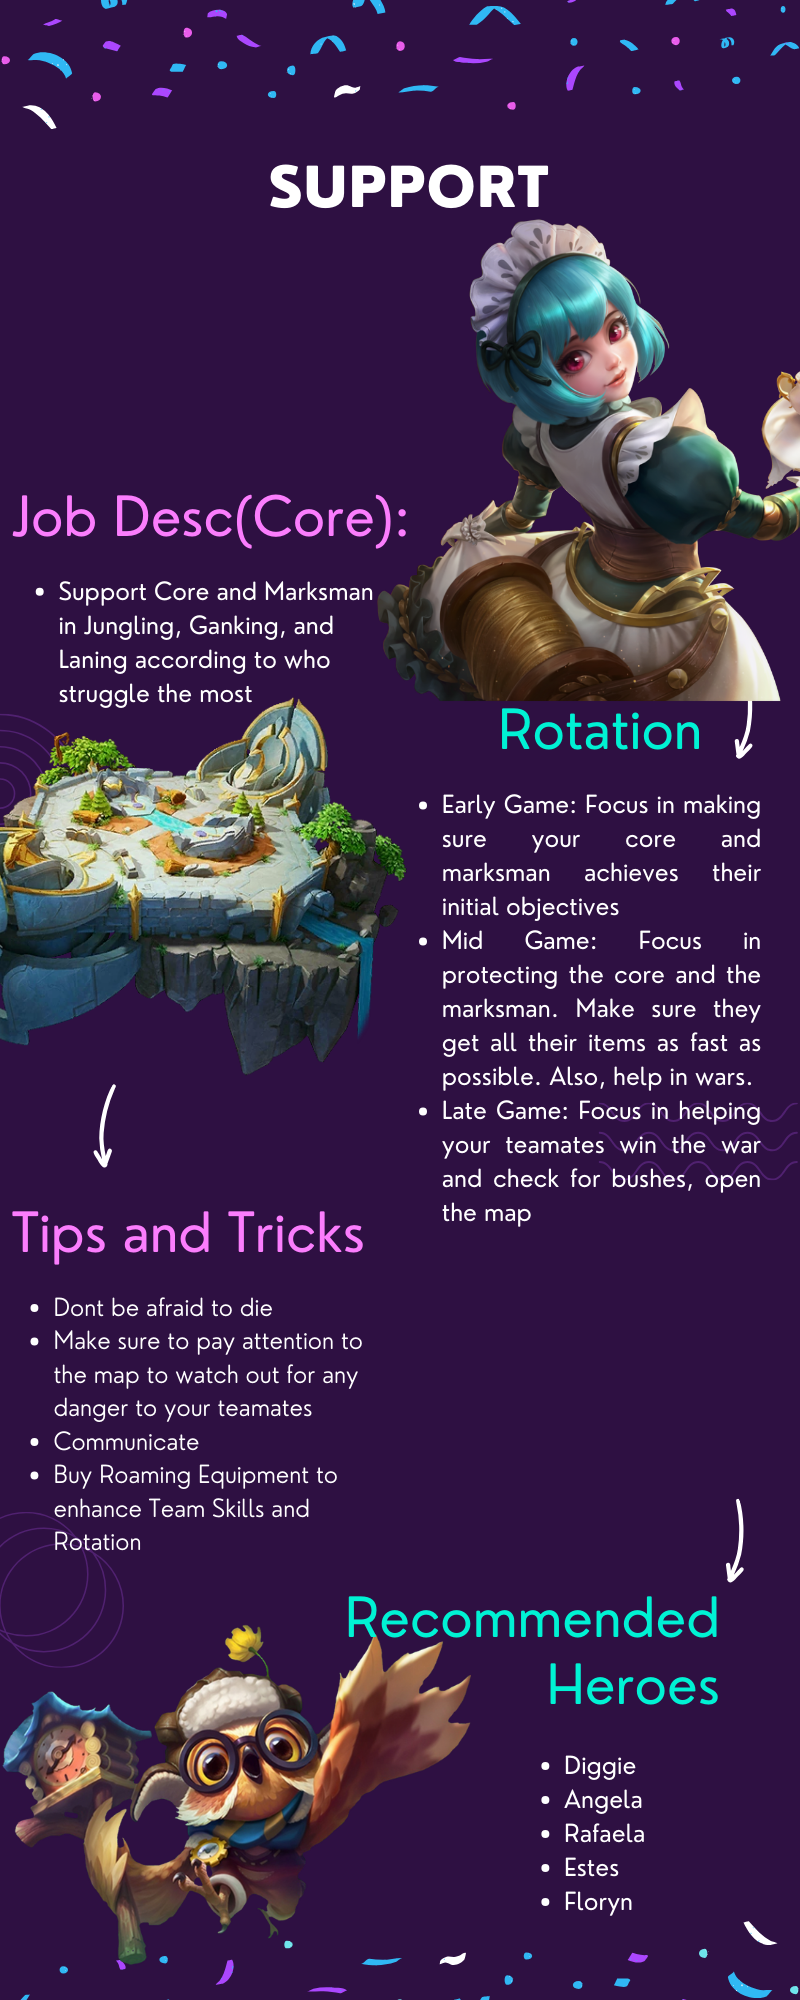 SUPPORT
Job Desc(Core):
• Support Core and Marksman
in Jungling, Ganking, and
Laning according to who
struggle the most
Rotation
• Early Game: Focus in making
sure your core and
marksman achieves their
initial objectives
• Mid Game: Focus in
protecting the core and the
marksman. Make sure they
get all their items as fast as
possible. Also, help in wars.
• Late Game: Focus in helping
your teamates win the war
and check for bushes, open
the map
Tips and Tricks
• Dont be afraid to die
• Make sure to pay attention to
the map to watch out for any
danger to your teamates
• Communicate
• Buy Roaming Equipment to
enhance Team Skills and
Rotation
Recommended
Heroes
• Diggie
• Angela
• Rafaela
• Estes
• Floryn